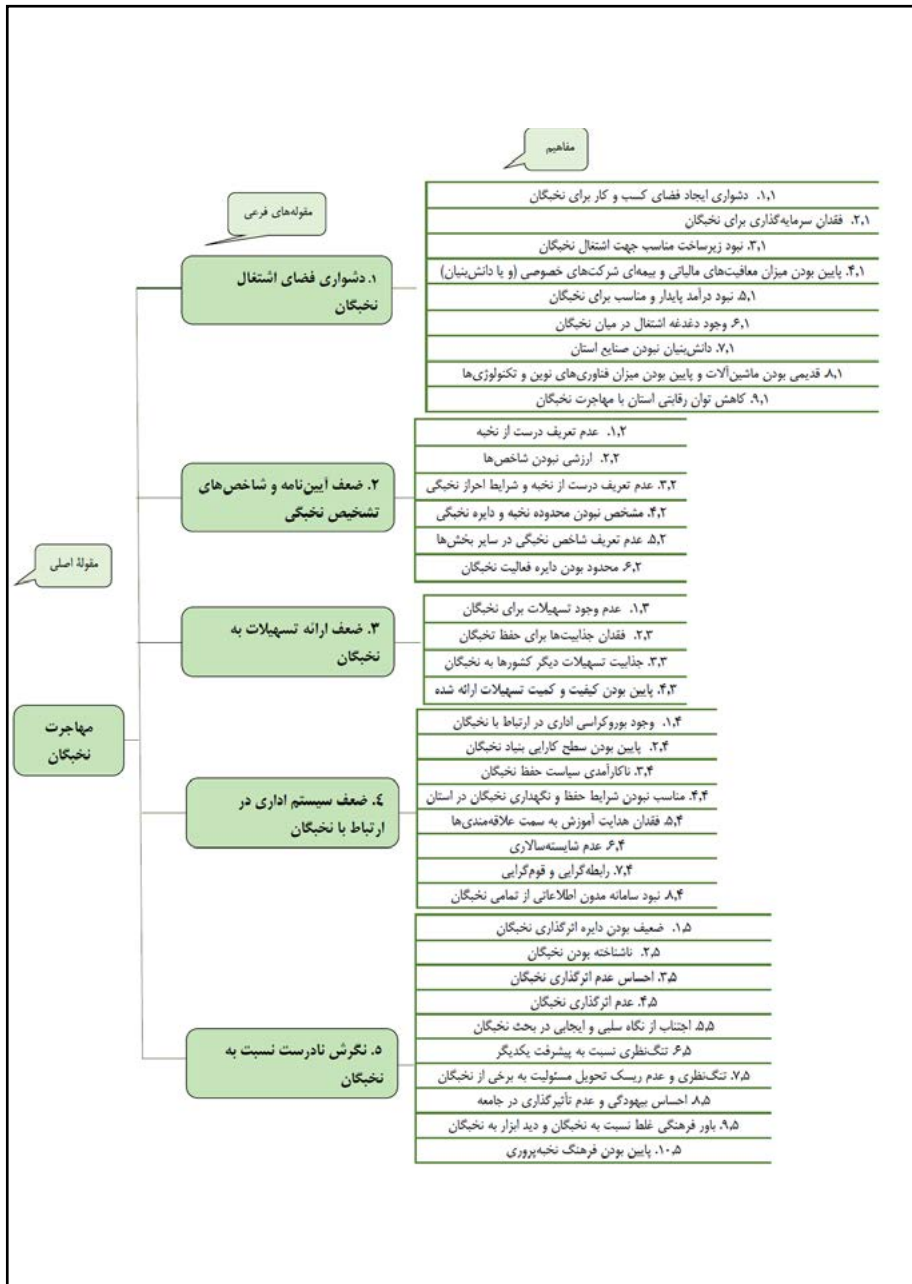 مفاهیم
۱,۱. دشواری ایجاد فضای کسب و کار برای نخبگان
۲,۱. فقدان سرمایه‌گذاری برای نخبگان
۳,۱. نبود زیرساخت مناسب جهت اشتغال نخبگان
۴,۱. پایین بودن میزان معافیت‌های مالیاتی و بیمه‌ای شرکت‌های خصوصی (و یا دانش‌بنیان)
۵,۱. نبود درآمد پایدار و مناسب برای نخبگان
۶,۱. وجود دغدغه اشتغال در میان نخبگان
۷,۱. دانش‌بنیان نبودن صنایع استان
۸,۱. قدیمی بودن ماشین‌آلات و پایین بودن میزان فناوری‌های نوین و تکنولوژی‌ها
۹,۱. کاهش توان رقابتی استان با مهاجرت نخبگان
۱,۲. عدم تعریف درست از نخبه
۲,۲. ارزشی نبودن شاخص‌ها
۳,۲. عدم تعریف درست از نخبه و شرایط احراز نخبگی
۴,۲. مشخص نبودن محدوده نخبه و دایره نخبگی
۵,۲. عدم تعریف شاخص نخبگی در سایر بخش‌ها
۶,۲. محدود بودن دایره فعالیت نخبگان
۱,۳. عدم وجود تسهیلات برای نخبگان
۲,۳. فقدان جذابیت‌ها برای حفظ نخبگان
۳,۳. جذابیت تسهیلات دیگر کشورها به نخبگان
۴,۳. پایین بودن کیفیت و کمیت تسهیلات ارائه شده
۱,۴. وجود بوروکراسی اداری در ارتباط با نخبگان
۲,۴. پایین بودن سطح کارایی بنیاد نخبگان
۳,۴. ناکارآمدی سیاست حفظ نخبگان
۴,۴. مناسب نبودن شرایط حفظ و نگهداری نخبگان در استان
۵,۴. فقدان هدایت آموزش به سمت علاقه‌مندی‌ها
۶,۴. عدم شایسته‌سالاری
۷,۴. رابطه‌گرایی و قوم‌گرایی
۸,۴. نبود سامانه مدون اطلاعاتی از تمامی نخبگان
۱,۵. ضعیف بودن دایره اثرگذاری نخبگان
۲,۵. ناشناخته بودن نخبگان
۳,۵. احساس عدم اثرگذاری نخبگان
۴,۵. عدم اثرگذاری نخبگان
۵,۵. اجتناب از نگاه سلبی و ایجابی در بحث نخبگان
۶,۵. تنگ‌نظری نسبت به پیشرفت یکدیگر
۷,۵. تنگ‌نظری و عدم ریسک تحویل مسئولیت به برخی از نخبگان
۸,۵. احساس بیهودگی و عدم تأثیرگذاری در جامعه
۹,۵. باور فرهنگی غلط نسبت به نخبگان و دید ابزار به نخبگان
۱۰,۵. پایین بودن فرهنگ نخبه‌پروری
مقوله‌های فرعی
۱. دشواری فضای اشتغال
نخبگان
۲. ضعف آیین‌نامه و شاخص‌های
تشخیص نخبگی
۳. ضعف ارائه تسهیلات به
نخبگان
٤. ضعف سیستم اداری در
ارتباط با نخبگان
۵. نگرش نادرست نسبت به
نخبگان
مقولهٔ اصلی
مهاجرت
نخبگان